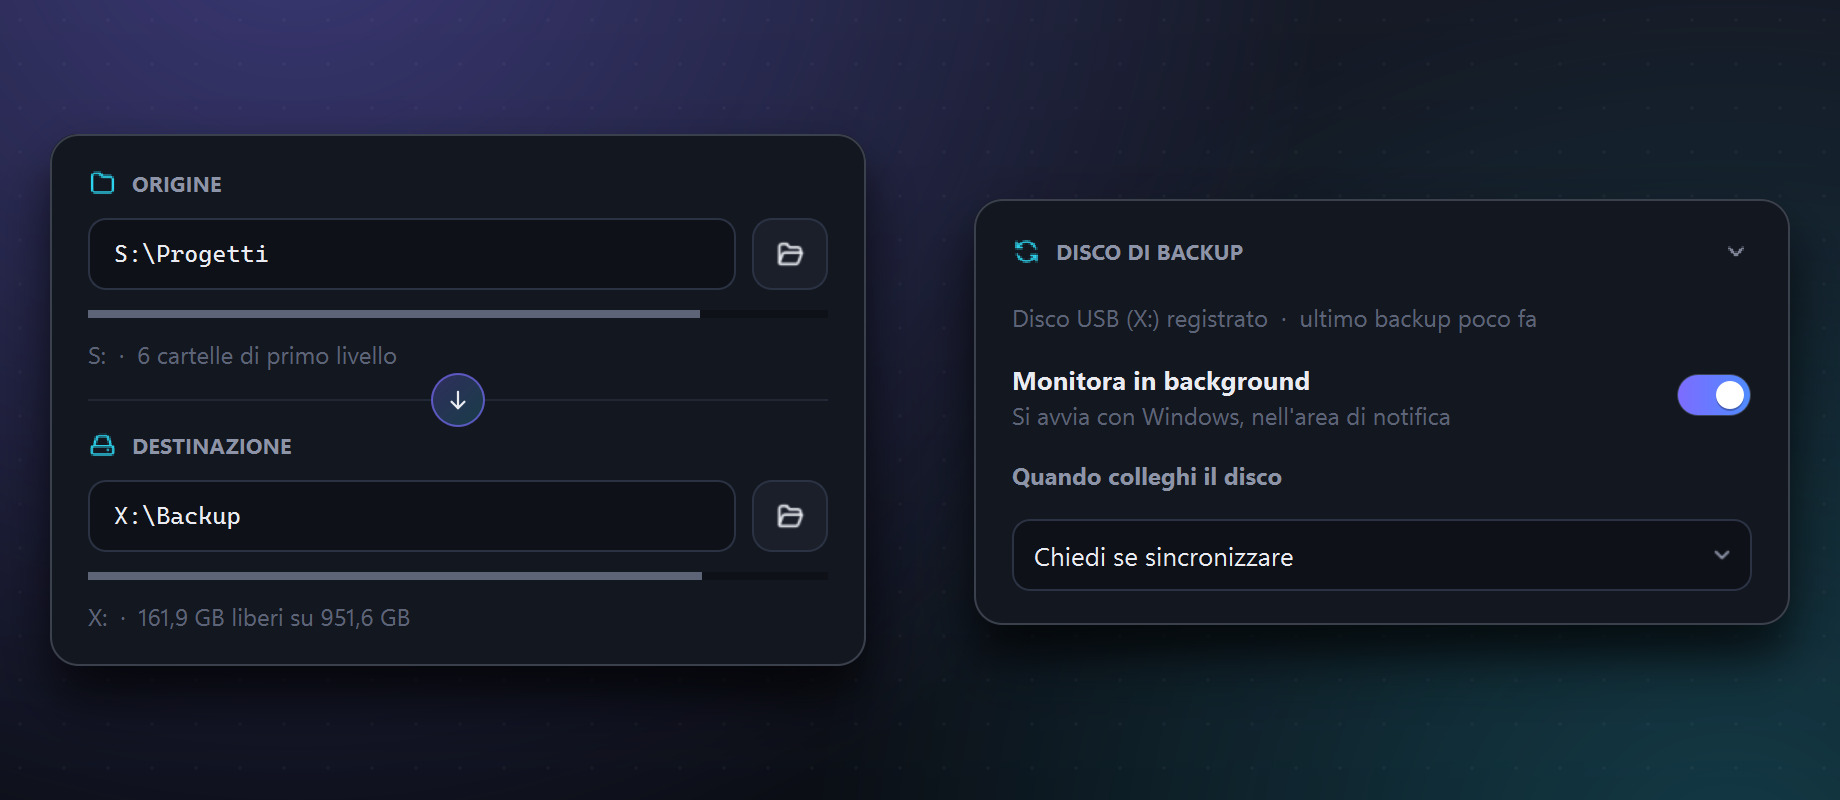 ORIGINE
S:\Progetti
S: · 6 cartelle di primo livello
DESTINAZIONE
X:\Backup
X: · 161,9 GB liberi su 951,6 GB
DISCO DI BACKUP
Disco USB (X:) registrato · ultimo backup poco fa
Monitora in background
Si avvia con Windows, nell'area di notifica
Quando colleghi il disco
Chiedi se sincronizzare